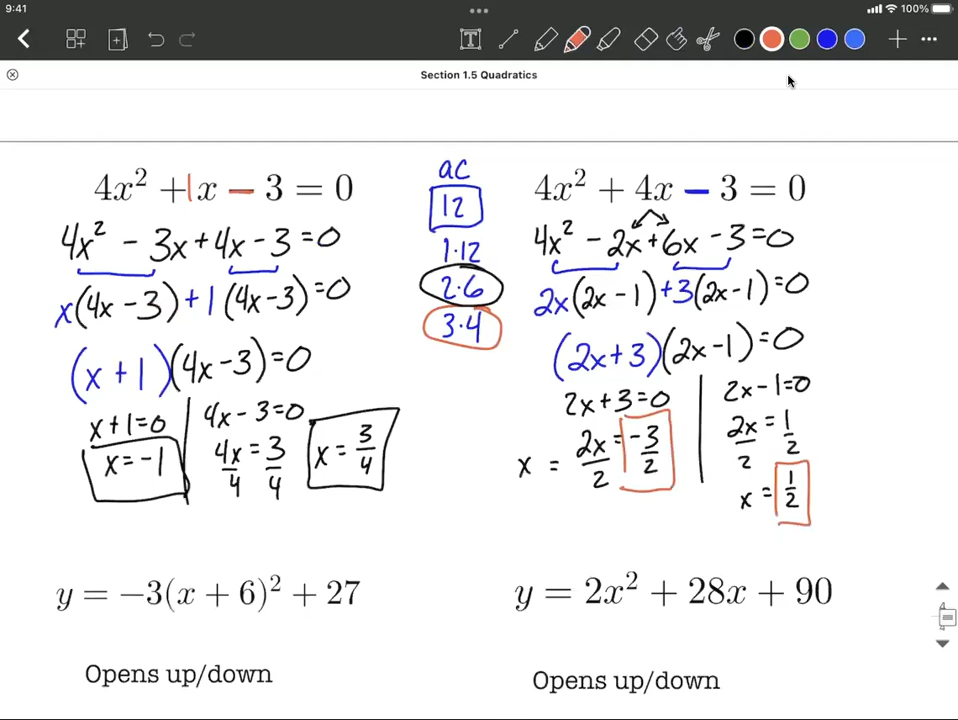 9:41
100%
Section 1.5 Quadratics
4x² + 1x − 3 = 0
4x² − 3x + 4x − 3 = 0
x(4x − 3) + 1(4x − 3) = 0
(x + 1)(4x − 3) = 0
x + 1 = 0
x = −1
4x − 3 = 0
4x/4 = 3/4
x = 3/4
ac
12
1·12
2·6
3·4
4x² + 4x − 3 = 0
4x² − 2x + 6x − 3 = 0
2x(2x − 1) + 3(2x − 1) = 0
(2x + 3)(2x − 1) = 0
2x + 3 = 0
2x/2 = −3/2
x =
2x − 1 = 0
2x/2 = 1/2
x = 1/2
y = −3(x + 6)² + 27
Opens up/down
y = 2x² + 28x + 90
Opens up/down